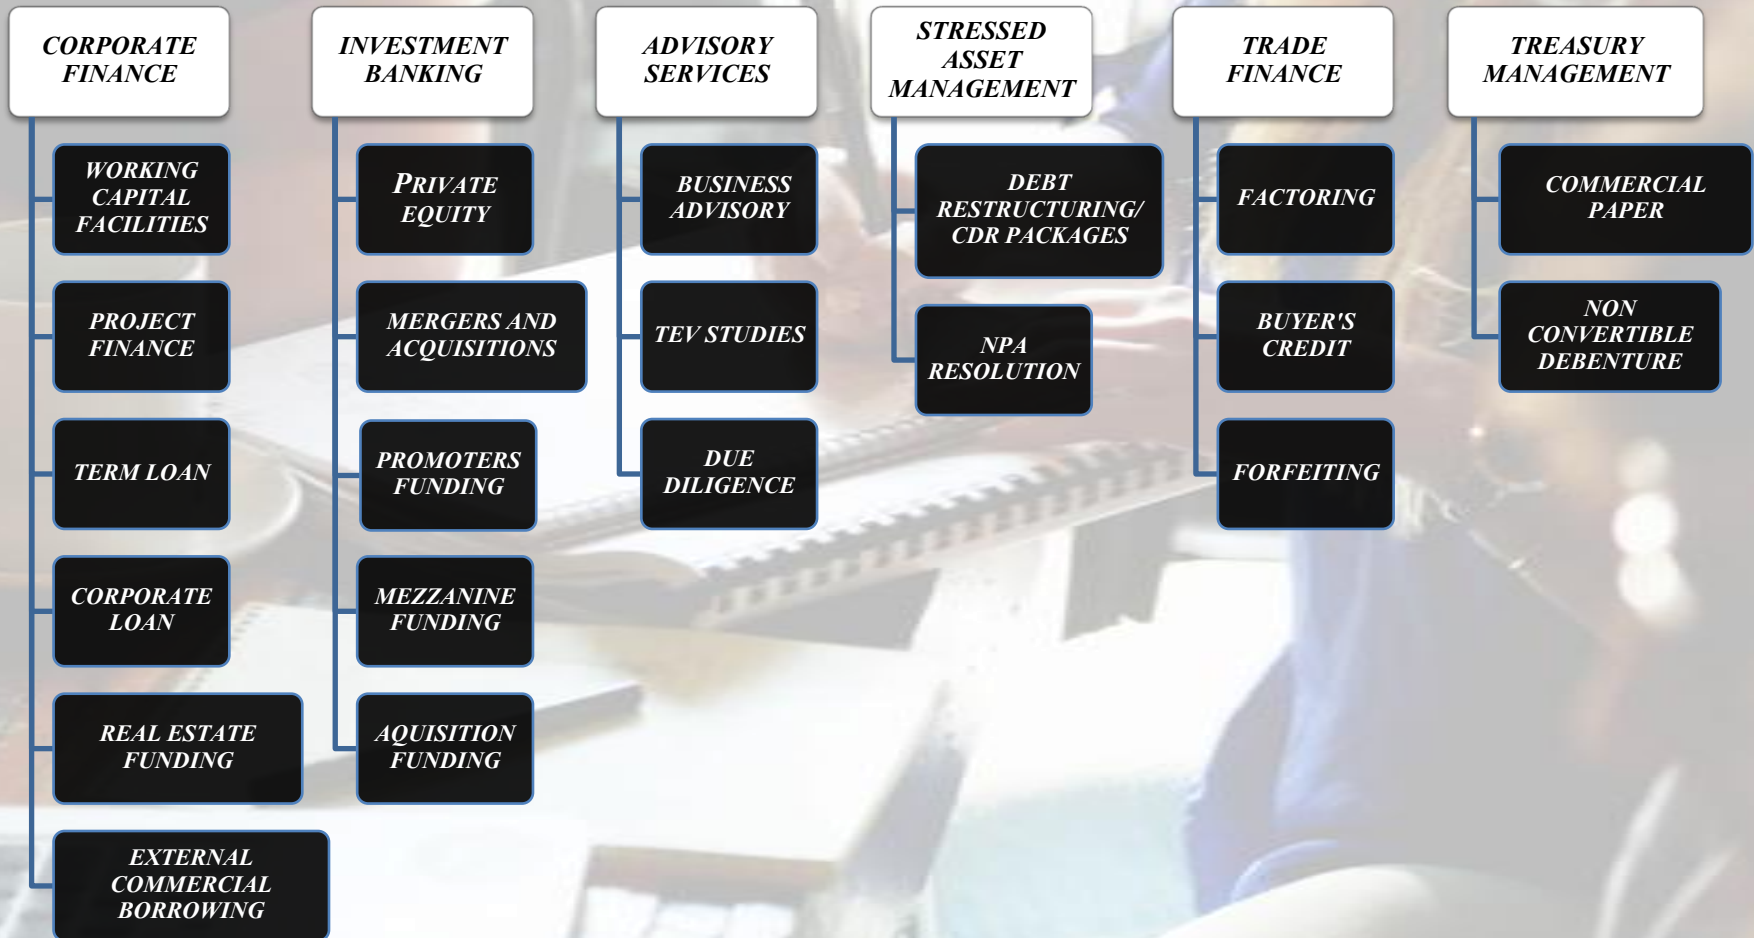 CORPORATE
FINANCE
WORKING
CAPITAL
FACILITIES
PROJECT
FINANCE
TERM LOAN
CORPORATE
LOAN
REAL ESTATE
FUNDING
EXTERNAL
COMMERCIAL
BORROWING
INVESTMENT
BANKING
PRIVATE
EQUITY
MERGERS AND
ACQUISITIONS
PROMOTERS
FUNDING
MEZZANINE
FUNDING
AQUISITION
FUNDING
ADVISORY
SERVICES
BUSINESS
ADVISORY
TEV STUDIES
DUE
DILIGENCE
STRESSED
ASSET
MANAGEMENT
DEBT
RESTRUCTURING/
CDR PACKAGES
NPA
RESOLUTION
TRADE
FINANCE
FACTORING
BUYER'S
CREDIT
FORFEITING
TREASURY
MANAGEMENT
COMMERCIAL
PAPER
NON
CONVERTIBLE
DEBENTURE